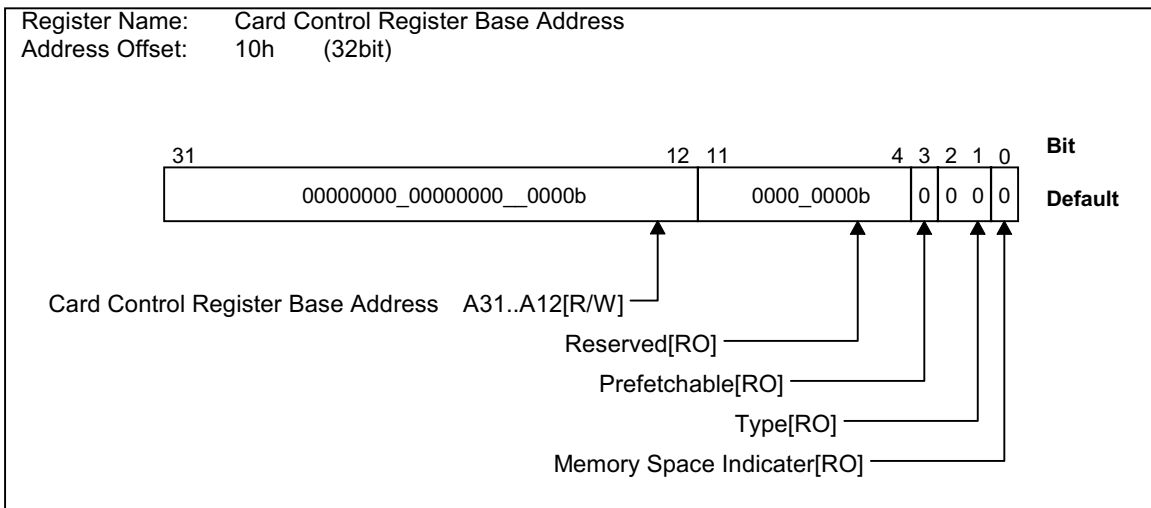 Register Name: Card Control Register Base Address
Address Offset: 10h (32bit)
31 12 11 4 3 2 1 0 Bit
00000000_00000000__0000b 0000_0000b 0 0 0 0 Default
Card Control Register Base Address A31..A12[R/W]
Reserved[RO]
Prefetchable[RO]
Type[RO]
Memory Space Indicater[RO]